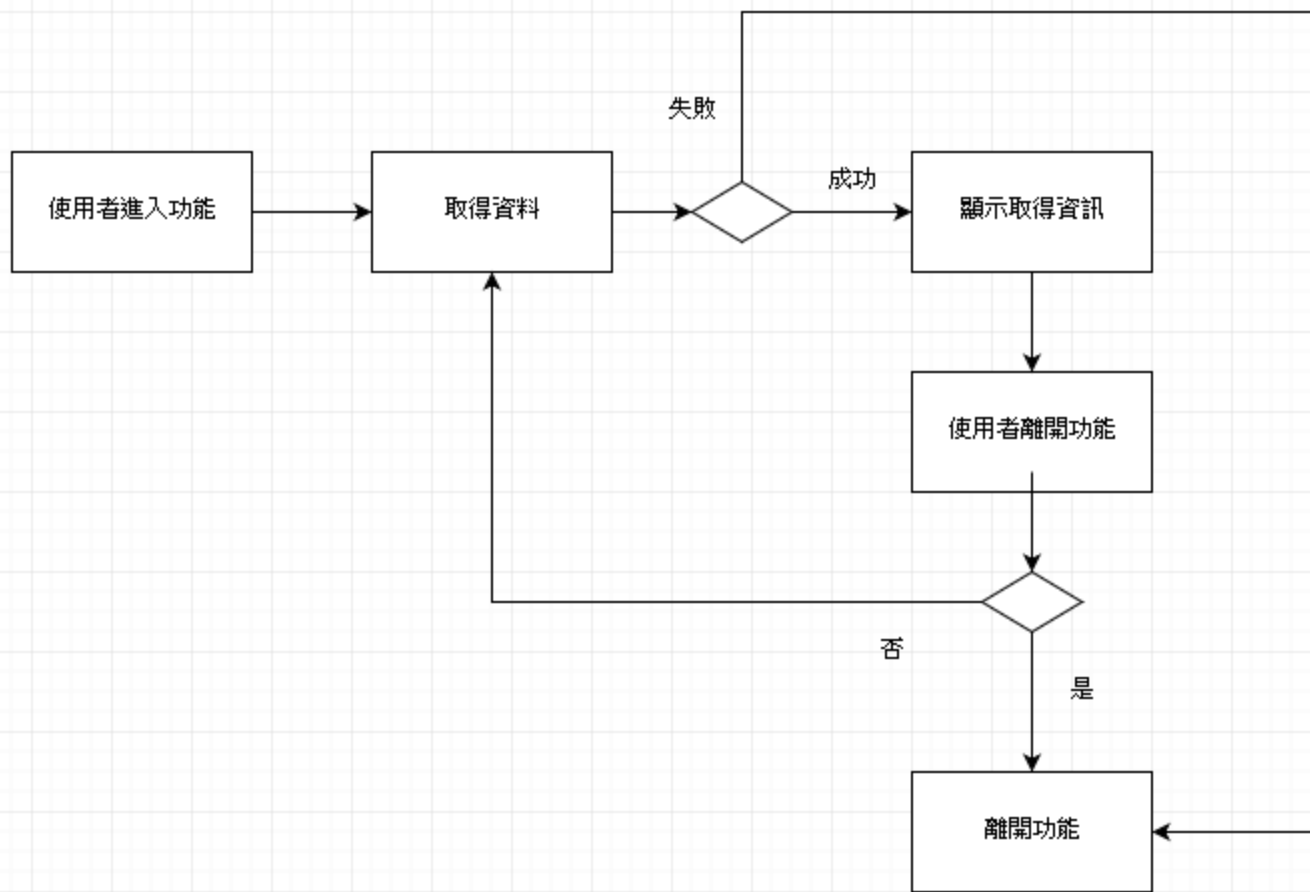 失敗
使用者進入功能
取得資料
成功
顯示取得資訊
使用者離開功能
否
是
離開功能